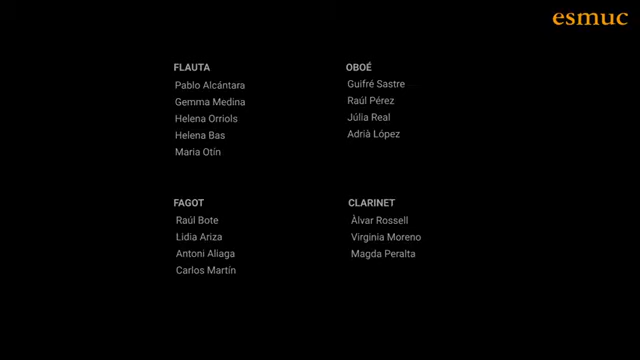 esmuc
FLAUTA
Pablo Alcántara
Gemma Medina
Helena Orriols
Helena Bas
Maria Otín
OBOÉ
Guifré Sastre
Raúl Pérez
Júlia Real
Adrià López
FAGOT
Raúl Bote
Lidia Ariza
Antoni Aliaga
Carlos Martín
CLARINET
Àlvar Rossell
Virginia Moreno
Magda Peralta